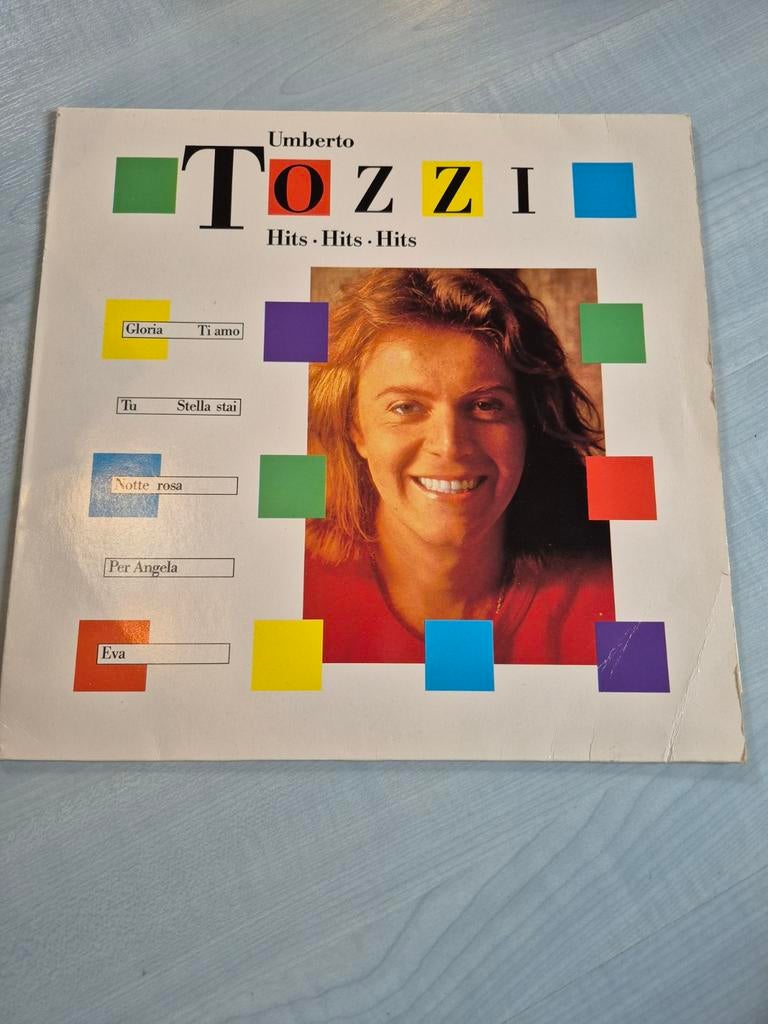 Umberto
TOZZI
Hits · Hits · Hits
Gloria Ti amo
Tu Stella stai
Notte rosa
Per Angela
Eva